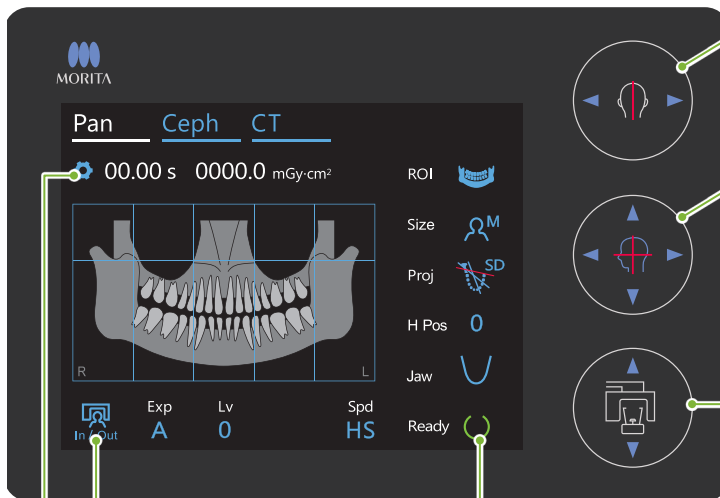 MORITA
Pan Ceph CT
00.00 s 0000.0 mGy·cm²
ROI
Size M
Proj SD
H Pos 0
Jaw
R L
In / Out
Exp Lv Spd
A 0 HS
Ready